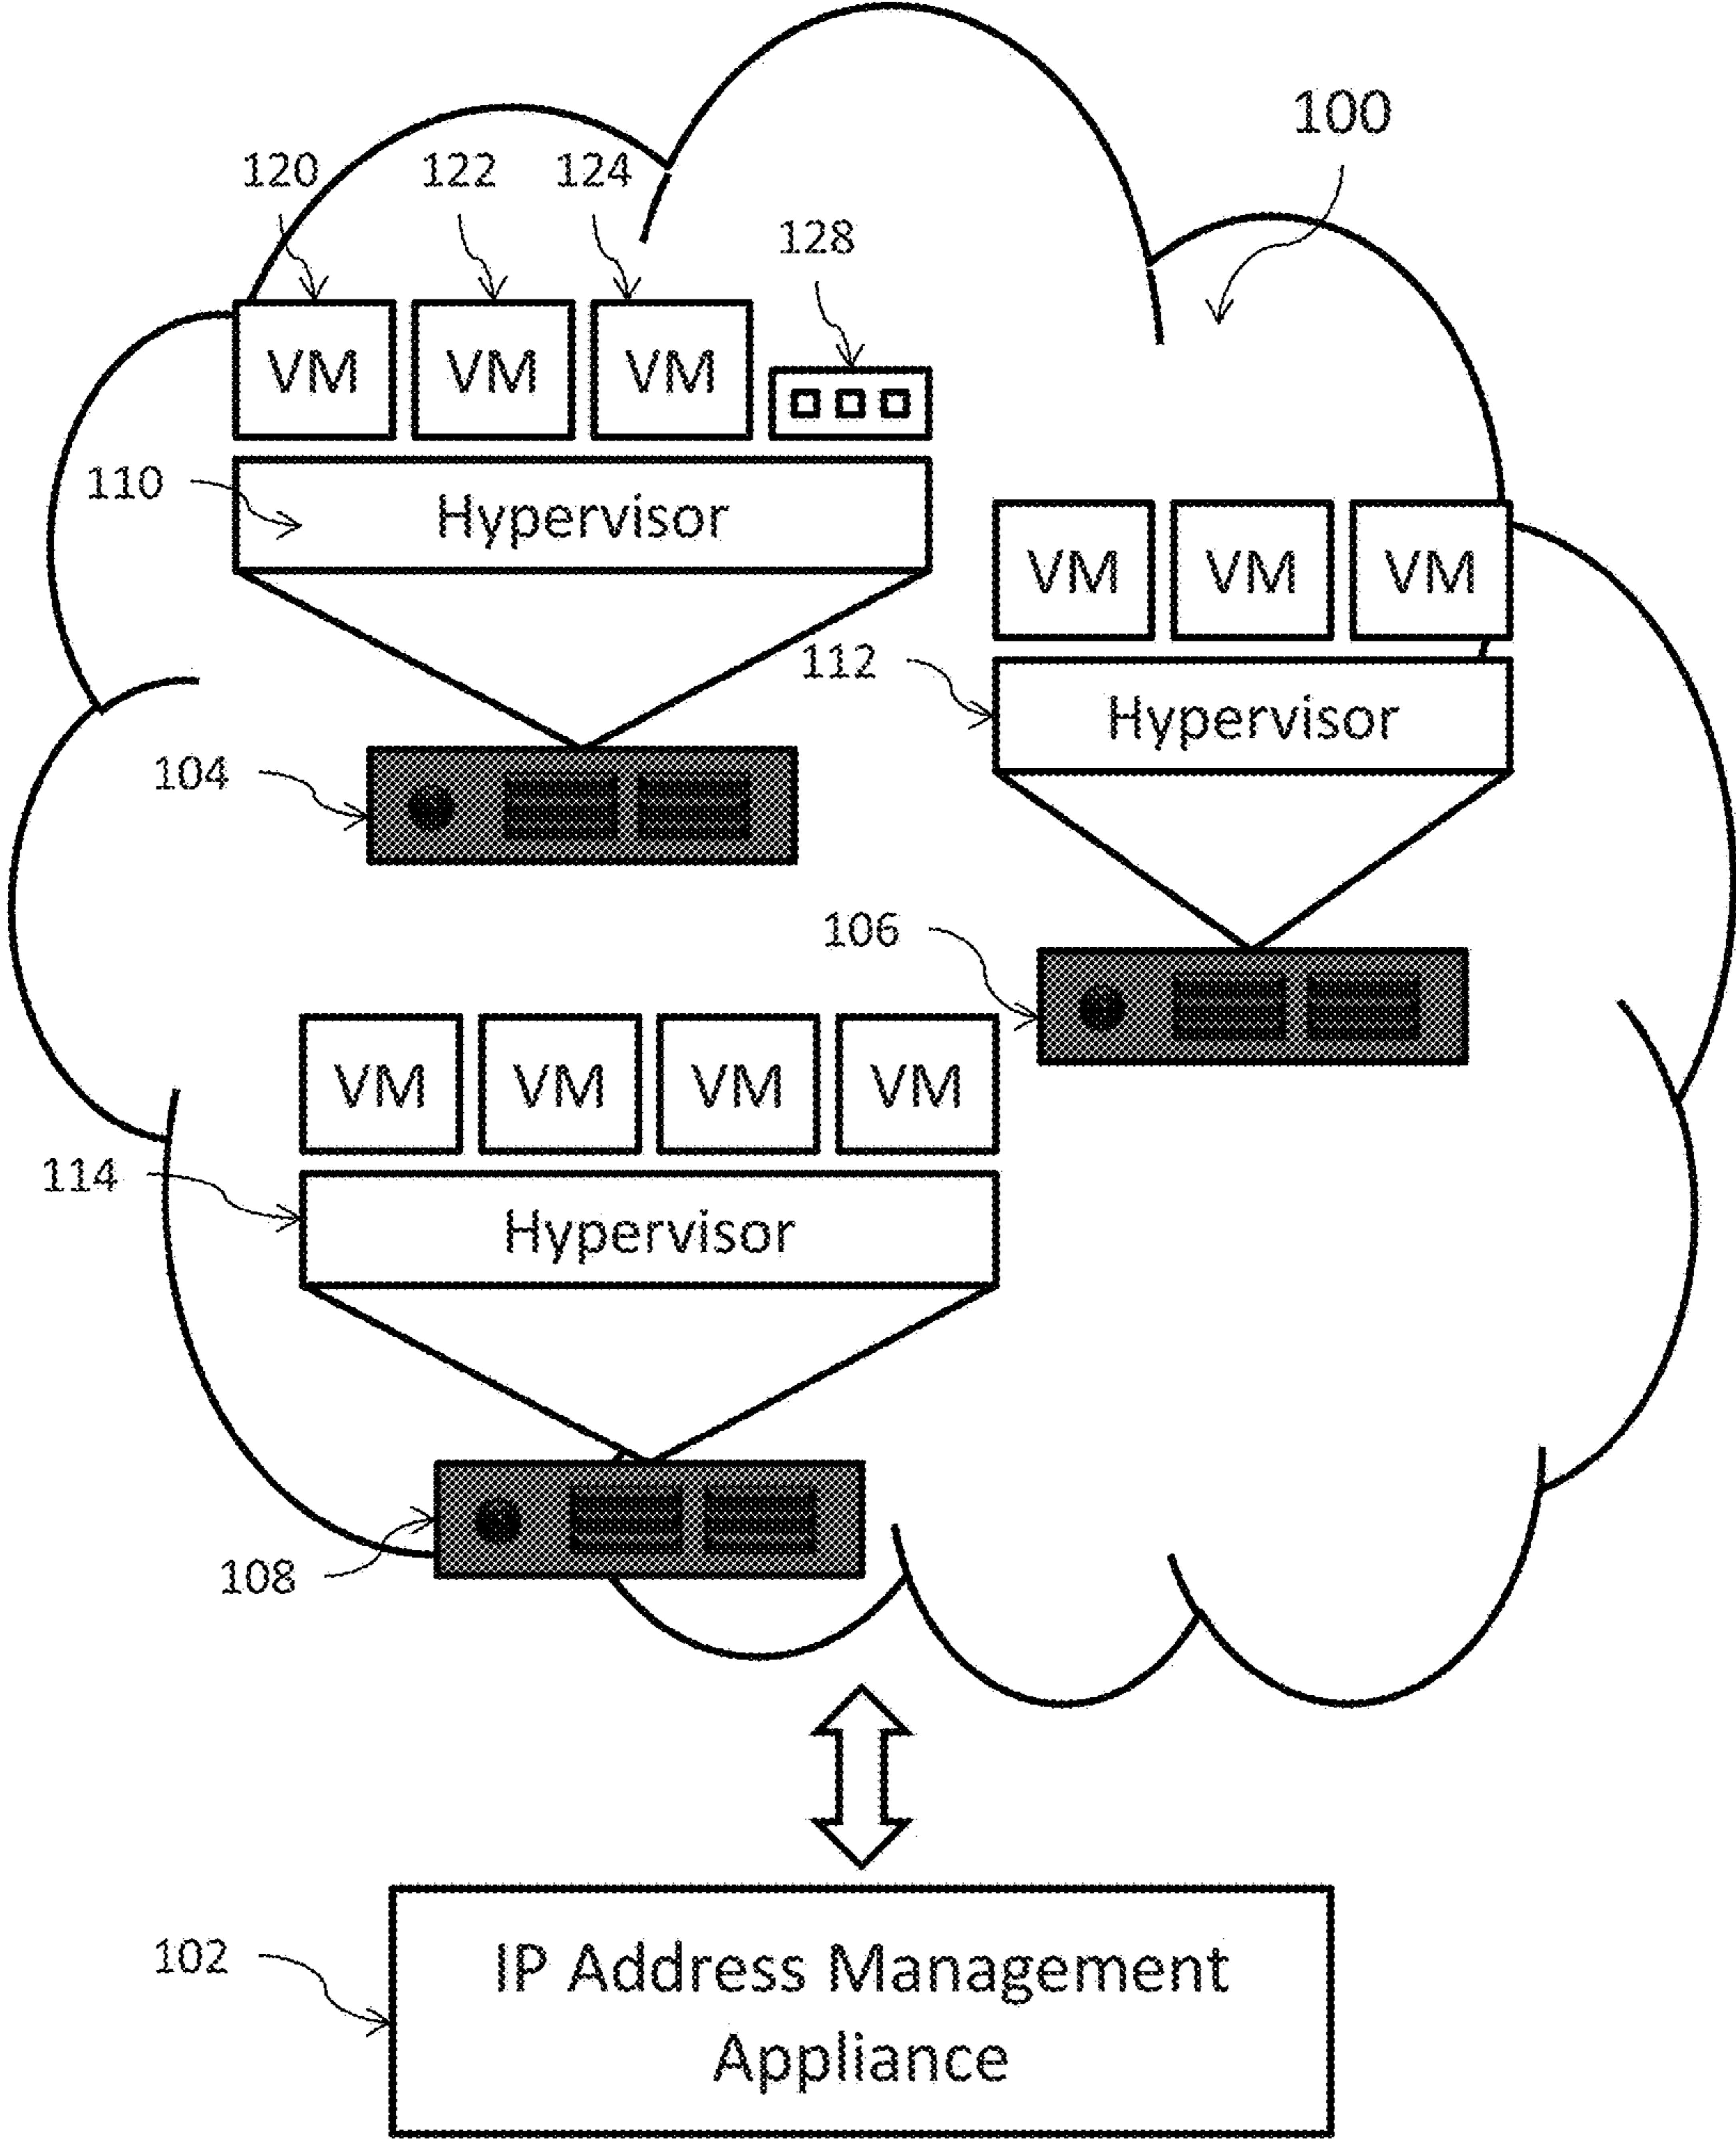 100
120 122 124
128
VM VM VM
110
Hypervisor
VM VM VM
112
Hypervisor
104
106
VM VM VM VM
114
Hypervisor
108
102
IP Address Management
Appliance